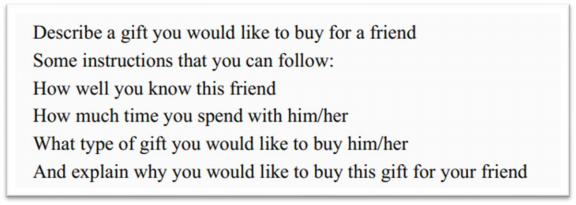 Describe a gift you would like to buy for a friend
Some instructions that you can follow:
How well you know this friend
How much time you spend with him/her
What type of gift you would like to buy him/her
And explain why you would like to buy this gift for your friend